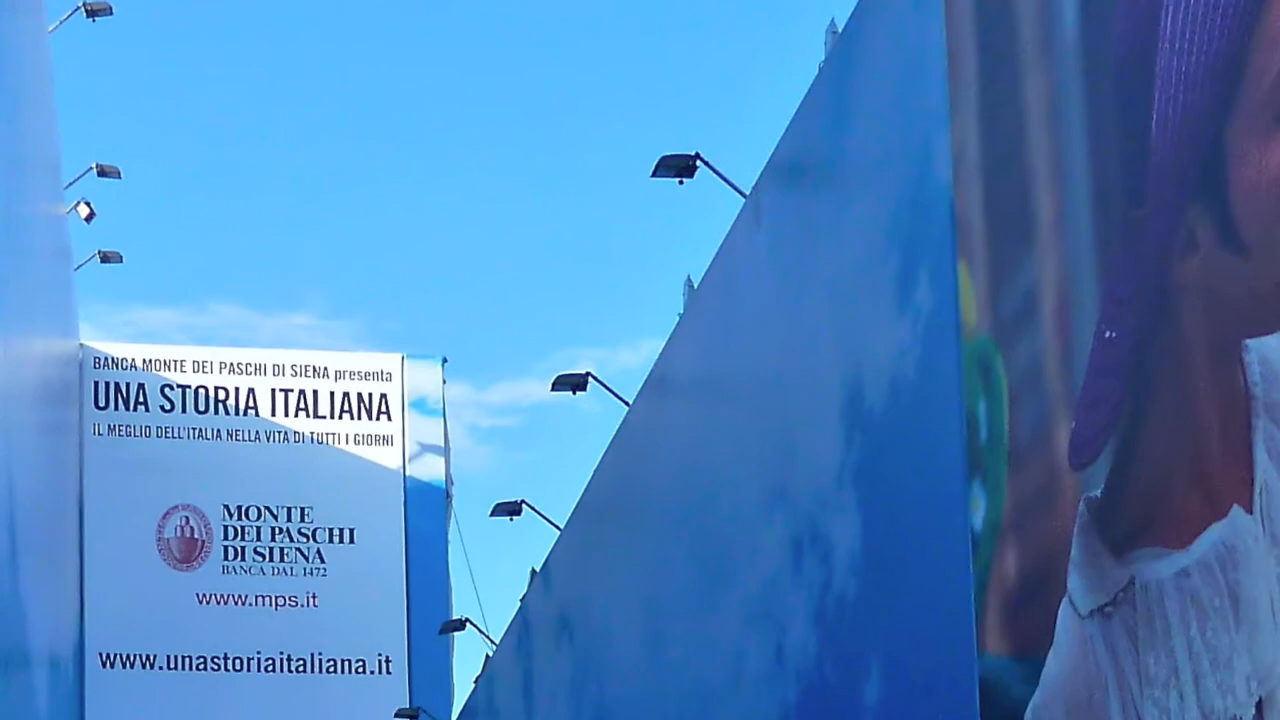 BANCA MONTE DEI PASCHI DI SIENA presenta
UNA STORIA ITALIANA
IL MEGLIO DELL'ITALIA NELLA VITA DI TUTTI I GIORNI
MONTE
DEI PASCHI
DI SIENA
BANCA DAL 1472
www.mps.it
www.unastoriaitaliana.it